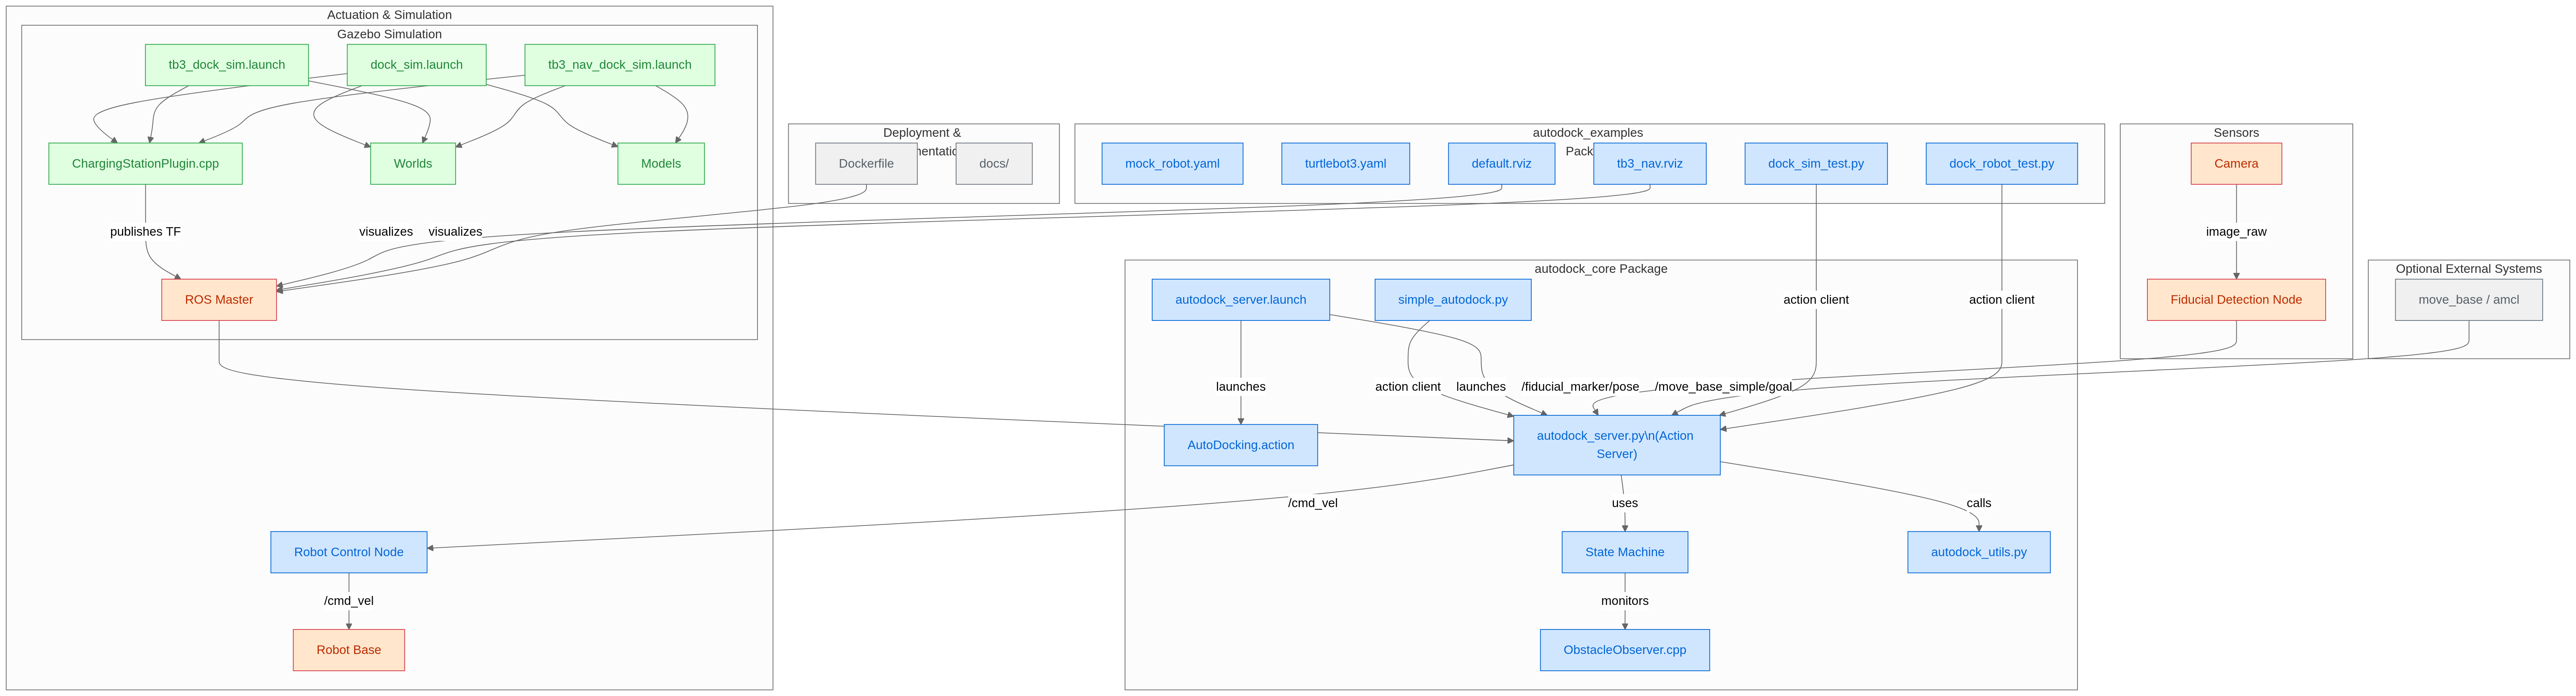 Actuation & Simulation
Gazebo Simulation
tb3_dock_sim.launch
dock_sim.launch
tb3_nav_dock_sim.launch
ChargingStationPlugin.cpp
Worlds
Models
publishes TF
visualizes
visualizes
ROS Master
Robot Control Node
/cmd_vel
Robot Base
Deployment &
Dockerfile
docs/
autodock_examples
mock_robot.yaml
turtlebot3.yaml
default.rviz
tb3_nav.rviz
dock_sim_test.py
dock_robot_test.py
action client
action client
autodock_core Package
autodock_server.launch
simple_autodock.py
launches
action client
launches
/fiducial_marker/pose
/move_base_simple/goal
AutoDocking.action
autodock_server.py\n(Action
Server)
/cmd_vel
uses
calls
State Machine
autodock_utils.py
monitors
ObstacleObserver.cpp
Sensors
Camera
image_raw
Fiducial Detection Node
Optional External Systems
move_base / amcl